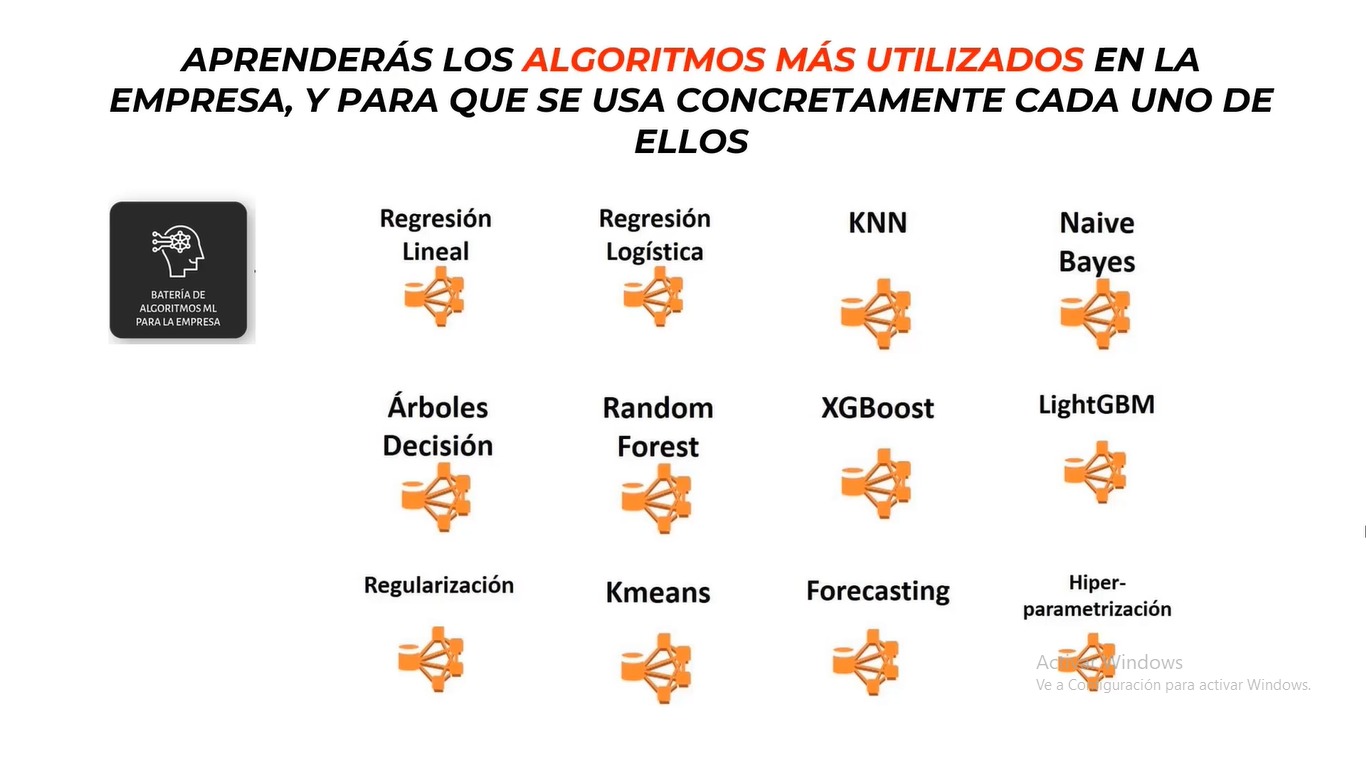 APRENDERÁS LOS ALGORITMOS MÁS UTILIZADOS EN LA
EMPRESA, Y PARA QUE SE USA CONCRETAMENTE CADA UNO DE
ELLOS
BATERÍA DE
ALGORITMOS ML
PARA LA EMPRESA
Regresión
Lineal
Regresión
Logística
KNN
Naive
Bayes
Árboles
Decisión
Random
Forest
XGBoost
LightGBM
Regularización
Kmeans
Forecasting
Hiper-
parametrización
Activar Windows
Ve a Configuración para activar Windows.